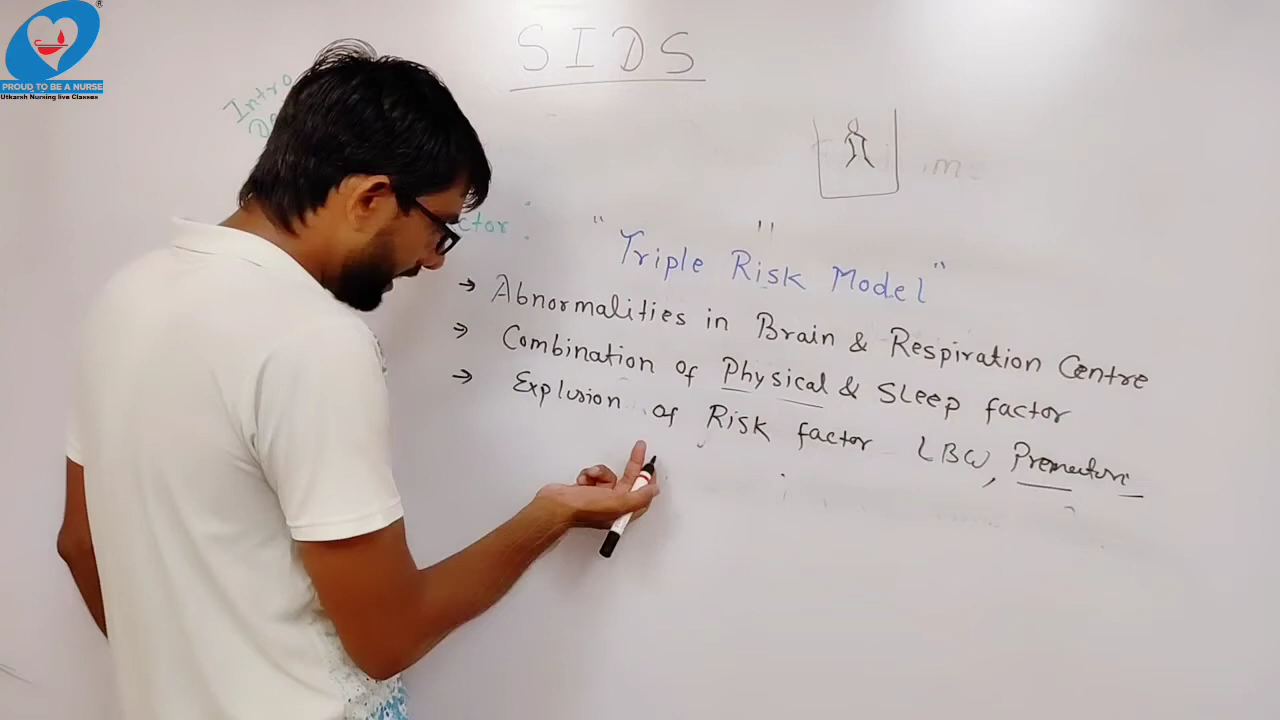 ®
PROUD TO BE A NURSE
Utkarsh Nursing live Classes
SIDS
Intro
ctor :
"Triple Risk Model"
→ Abnormalities in Brain & Respiration Centre
→ Combination of Physical & Sleep factor
→ Explusion of Risk factor LBW,